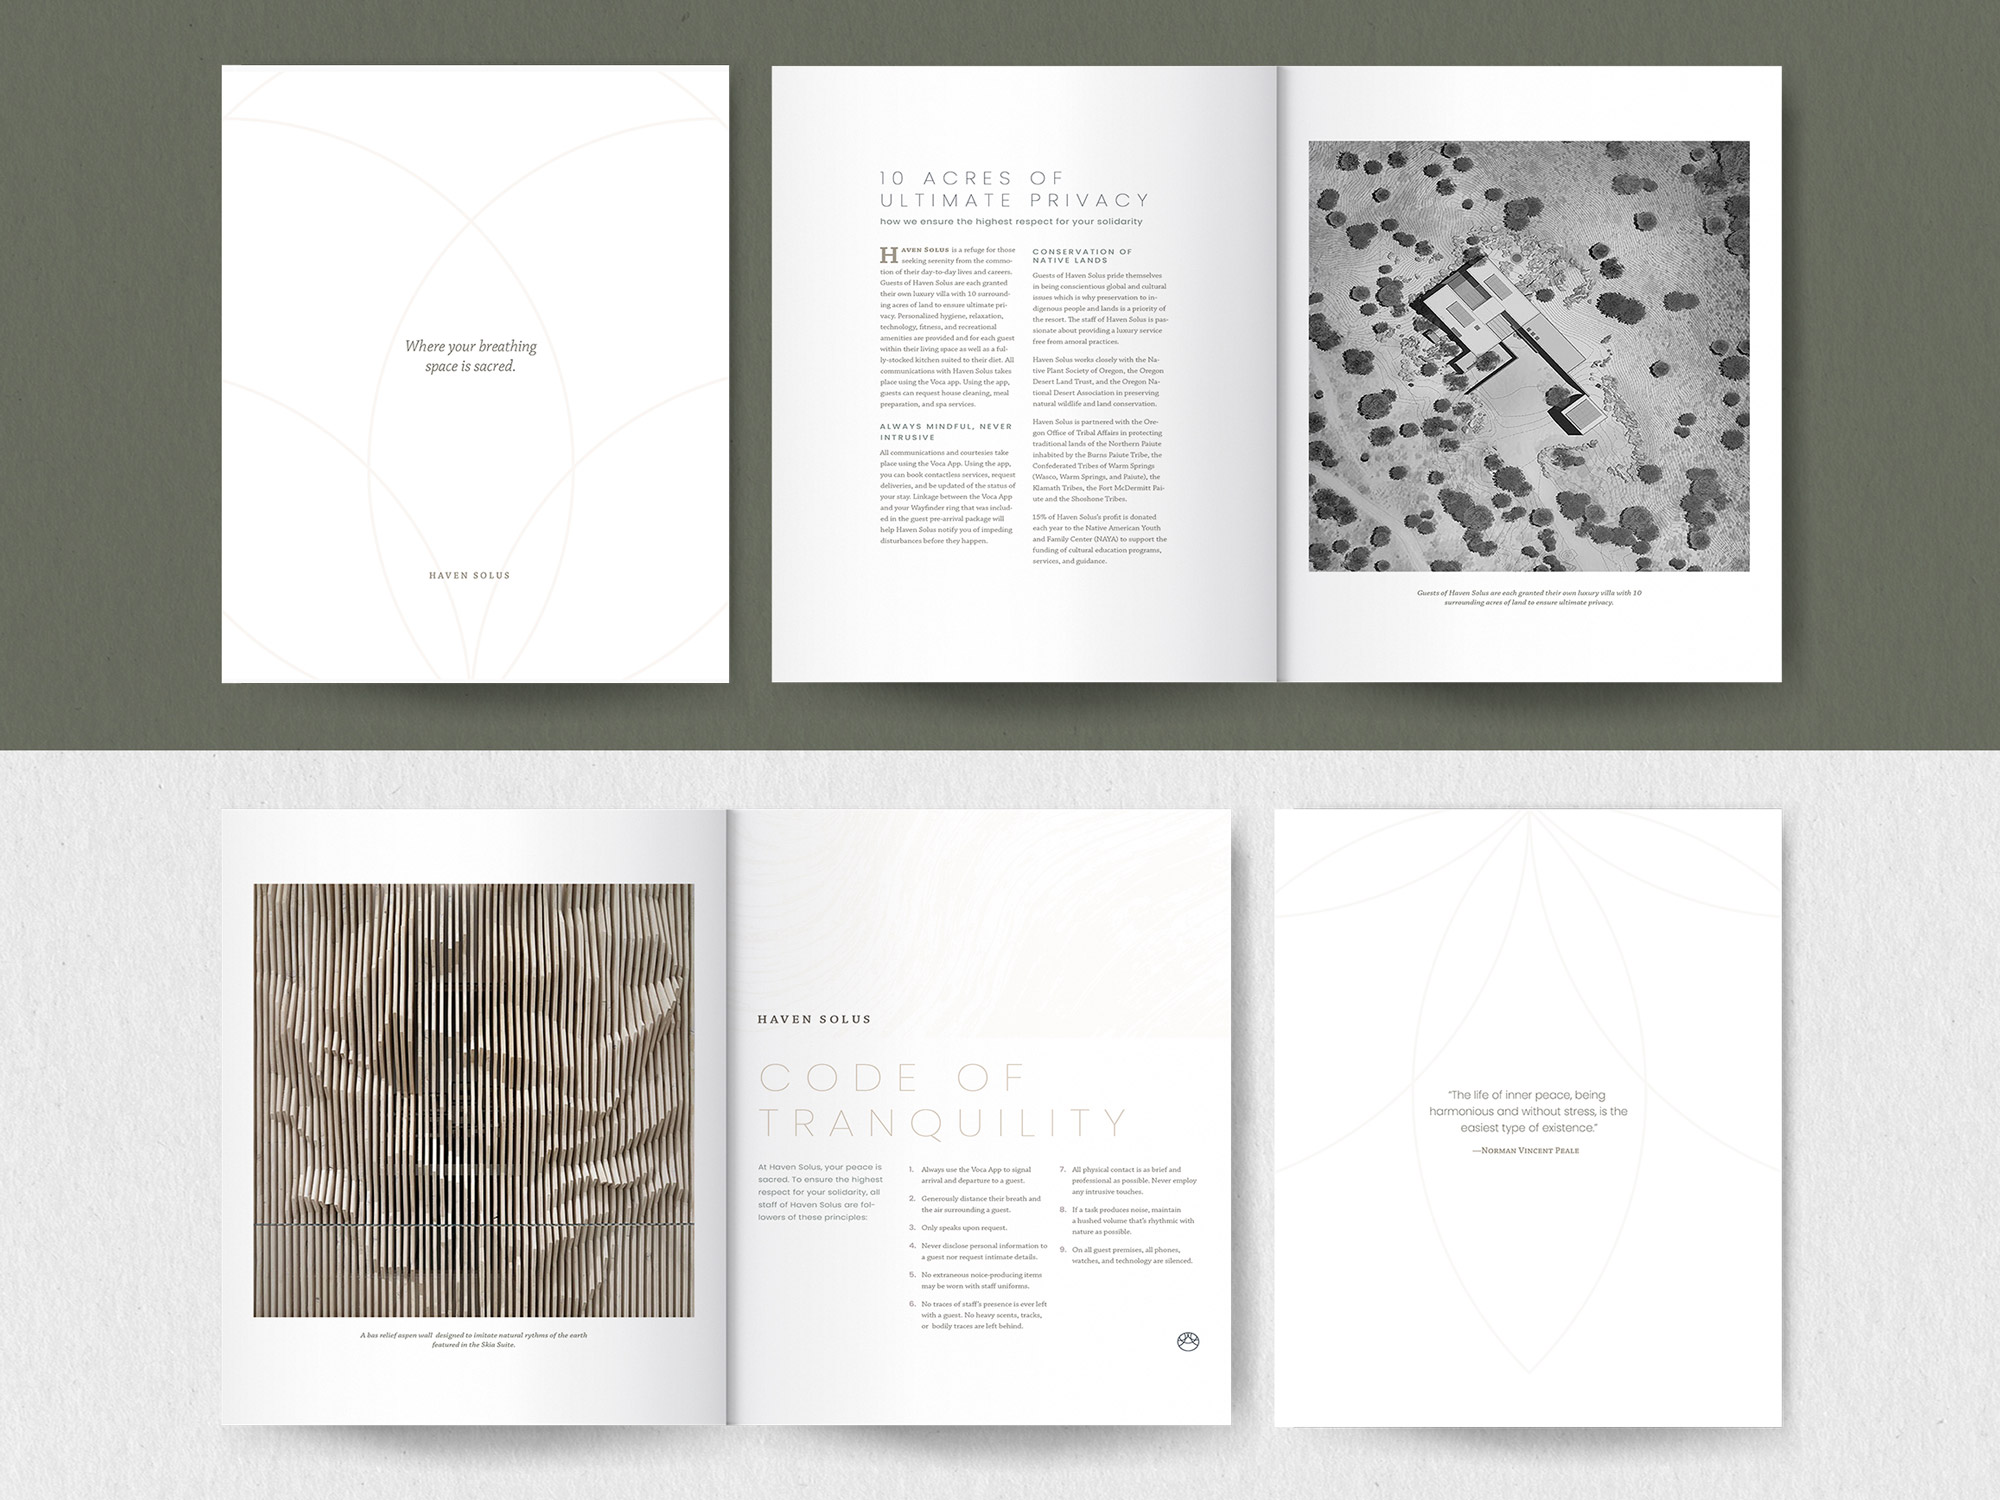 Where your breathing
space is sacred.
HAVEN SOLUS
10 ACRES OF
ULTIMATE PRIVACY
how we ensure the highest respect for your solidarity
HAVEN SOLUS is a refuge for those
seeking serenity from the commo-
tion of their day-to-day lives and careers.
Guests of Haven Solus are each granted
their own luxury villa with 10 surround-
ing acres of land to ensure ultimate pri-
vacy. Personalized hygiene, relaxation,
technology, fitness, and recreational
amenities are provided and for each guest
within their living space as well as a ful-
ly-stocked kitchen suited to their diet. All
communications with Haven Solus takes
place using the Voca app. Using the app,
guests can request house cleaning, meal
preparation, and spa services.
ALWAYS MINDFUL, NEVER
INTRUSIVE
All communications and courtesies take
place using the Voca App. Using the app,
you can book contactless services, request
deliveries, and be updated of the status of
your stay. Linkage between the Voca App
and your Wayfinder ring that was includ-
ed in the guest pre-arrival package will
help Haven Solus notify you of impeding
disturbances before they happen.
CONSERVATION OF
NATIVE LANDS
Guests of Haven Solus pride themselves
in being conscientious global and cultural
issues which is why preservation to in-
digenous people and lands is a priority of
the resort. The staff of Haven Solus is pas-
sionate about providing a luxury service
free from amoral practices.
Haven Solus works closely with the Na-
tive Plant Society of Oregon, the Oregon
Desert Land Trust, and the Oregon Na-
tional Desert Association in preserving
natural wildlife and land conservation.
Haven Solus is partnered with the Ore-
gon Office of Tribal Affairs in protecting
traditional lands of the Northern Paiute
inhabited by the Burns Paiute Tribe, the
Confederated Tribes of Warm Springs
(Wasco, Warm Springs, and Paiute), the
Klamath Tribes, the Fort McDermitt Pai-
ute and the Shoshone Tribes.
15% of Haven Solus's profit is donated
each year to the Native American Youth
and Family Center (NAYA) to support the
funding of cultural education programs,
services, and guidance.
Guests of Haven Solus are each granted their own luxury villa with 10
surrounding acres of land to ensure ultimate privacy.
A bas relief aspen wall designed to imitate natural rythms of the earth
featured in the Skia Suite.
HAVEN SOLUS
CODE OF
TRANQUILITY
At Haven Solus, your peace is
sacred. To ensure the highest
respect for your solidarity, all
staff of Haven Solus are fol-
lowers of these principles:
1. Always use the Voca App to signal
arrival and departure to a guest.
2. Generously distance their breath and
the air surrounding a guest.
3. Only speaks upon request.
4. Never disclose personal information to
a guest nor request intimate details.
5. No extraneous noice-producing items
may be worn with staff uniforms.
6. No traces of staff's presence is ever left
with a guest. No heavy scents, tracks,
or bodily traces are left behind.
7. All physical contact is as brief and
professional as possible. Never employ
any intrusive touches.
8. If a task produces noise, maintain
a hushed volume that's rhythmic with
nature as possible.
9. On all guest premises, all phones,
watches, and technology are silenced.
"The life of inner peace, being
harmonious and without stress, is the
easiest type of existence."
—NORMAN VINCENT PEALE